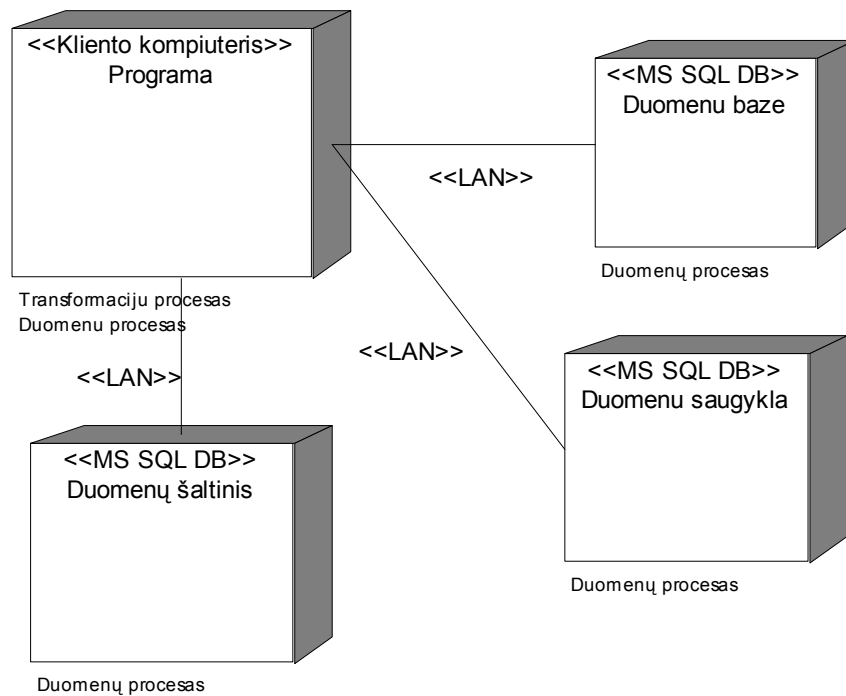 <<Kliento kompiuteris>>
Programa
Transformaciju procesas
Duomenu procesas
<<MS SQL DB>>
Duomenu baze
Duomenų procesas
<<LAN>>
<<LAN>>
<<LAN>>
<<MS SQL DB>>
Duomenu saugykla
Duomenų procesas
<<MS SQL DB>>
Duomenų šaltinis
Duomenų procesas